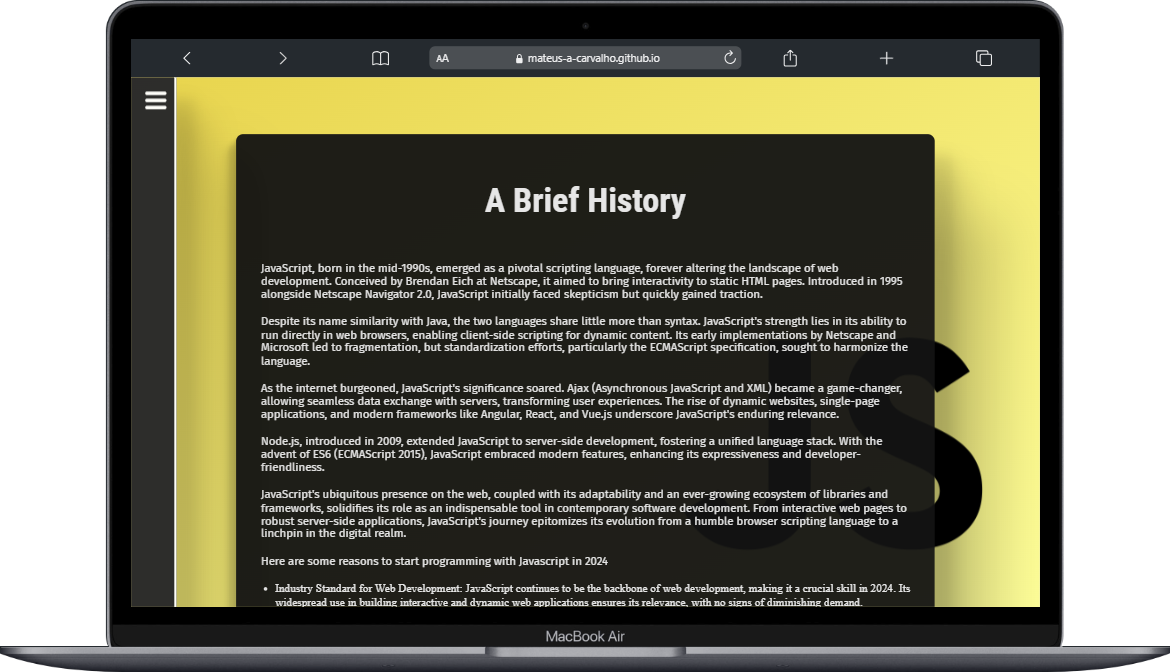 AA
mateus-a-carvalho.github.io
A Brief History
JavaScript, born in the mid-1990s, emerged as a pivotal scripting language, forever altering the landscape of web
development. Conceived by Brendan Eich at Netscape, it aimed to bring interactivity to static HTML pages. Introduced in 1995
alongside Netscape Navigator 2.0, JavaScript initially faced skepticism but quickly gained traction.
Despite its name similarity with Java, the two languages share little more than syntax. JavaScript's strength lies in its ability to
run directly in web browsers, enabling client-side scripting for dynamic content. Its early implementations by Netscape and
Microsoft led to fragmentation, but standardization efforts, particularly the ECMAScript specification, sought to harmonize the
language.
As the internet burgeoned, JavaScript's significance soared. Ajax (Asynchronous JavaScript and XML) became a game-changer,
allowing seamless data exchange with servers, transforming user experiences. The rise of dynamic websites, single-page
applications, and modern frameworks like Angular, React, and Vue.js underscore JavaScript's enduring relevance.
Node.js, introduced in 2009, extended JavaScript to server-side development, fostering a unified language stack. With the
advent of ES6 (ECMAScript 2015), JavaScript embraced modern features, enhancing its expressiveness and developer-
friendliness.
JavaScript's ubiquitous presence on the web, coupled with its adaptability and an ever-growing ecosystem of libraries and
frameworks, solidifies its role as an indispensable tool in contemporary software development. From interactive web pages to
robust server-side applications, JavaScript's journey epitomizes its evolution from a humble browser scripting language to a
linchpin in the digital realm.
Here are some reasons to start programming with Javascript in 2024
• Industry Standard for Web Development: JavaScript continues to be the backbone of web development, making it a crucial skill in 2024. Its
widespread use in building interactive and dynamic web applications ensures its relevance, with no signs of diminishing demand.
JS
MacBook Air